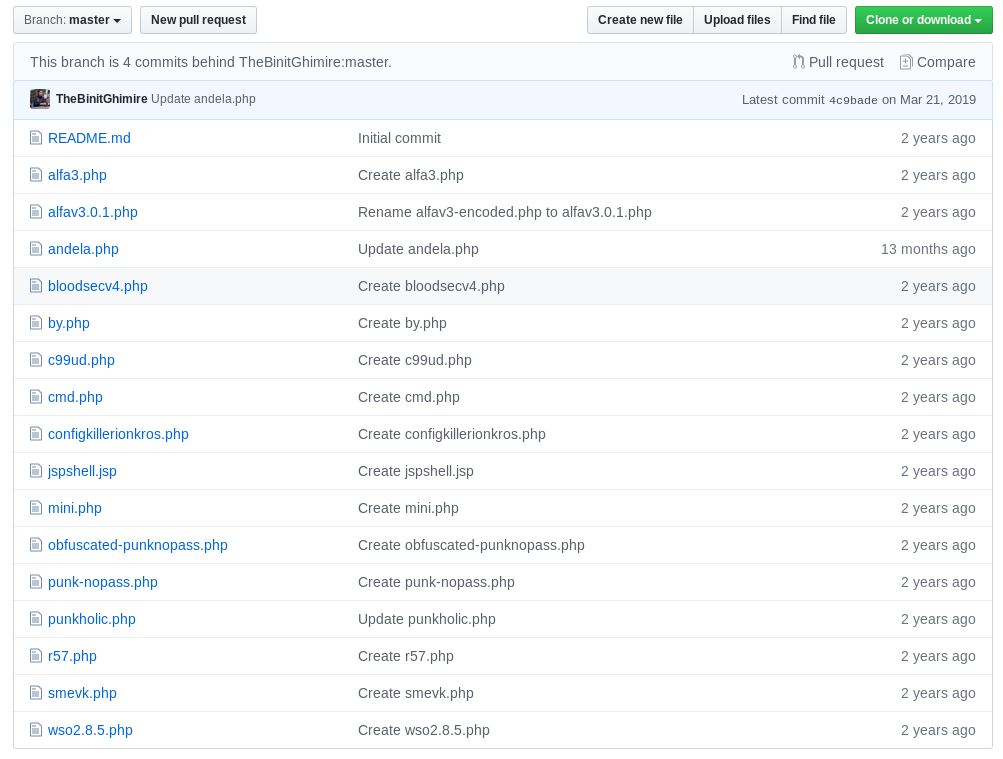 Branch: master New pull request Create new file Upload files Find file Clone or download
This branch is 4 commits behind TheBinitGhimire:master. Pull request Compare
TheBinitGhimire Update andela.php Latest commit 4c9bade on Mar 21, 2019
README.md Initial commit 2 years ago
alfa3.php Create alfa3.php 2 years ago
alfav3.0.1.php Rename alfav3-encoded.php to alfav3.0.1.php 2 years ago
andela.php Update andela.php 13 months ago
bloodsecv4.php Create bloodsecv4.php 2 years ago
by.php Create by.php 2 years ago
c99ud.php Create c99ud.php 2 years ago
cmd.php Create cmd.php 2 years ago
configkillerionkros.php Create configkillerionkros.php 2 years ago
jspshell.jsp Create jspshell.jsp 2 years ago
mini.php Create mini.php 2 years ago
obfuscated-punknopass.php Create obfuscated-punknopass.php 2 years ago
punk-nopass.php Create punk-nopass.php 2 years ago
punkholic.php Update punkholic.php 2 years ago
r57.php Create r57.php 2 years ago
smevk.php Create smevk.php 2 years ago
wso2.8.5.php Create wso2.8.5.php 2 years ago